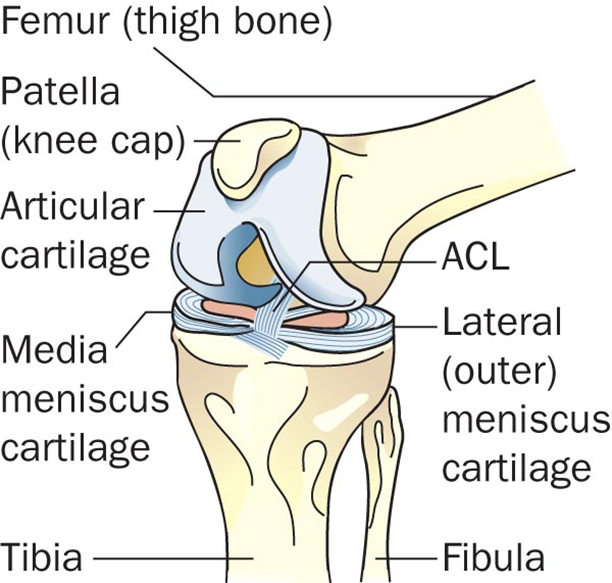 Femur (thigh bone)
Patella
(knee cap)
Articular
cartilage
ACL
Media
meniscus
cartilage
Lateral
(outer)
meniscus
cartilage
Tibia
Fibula